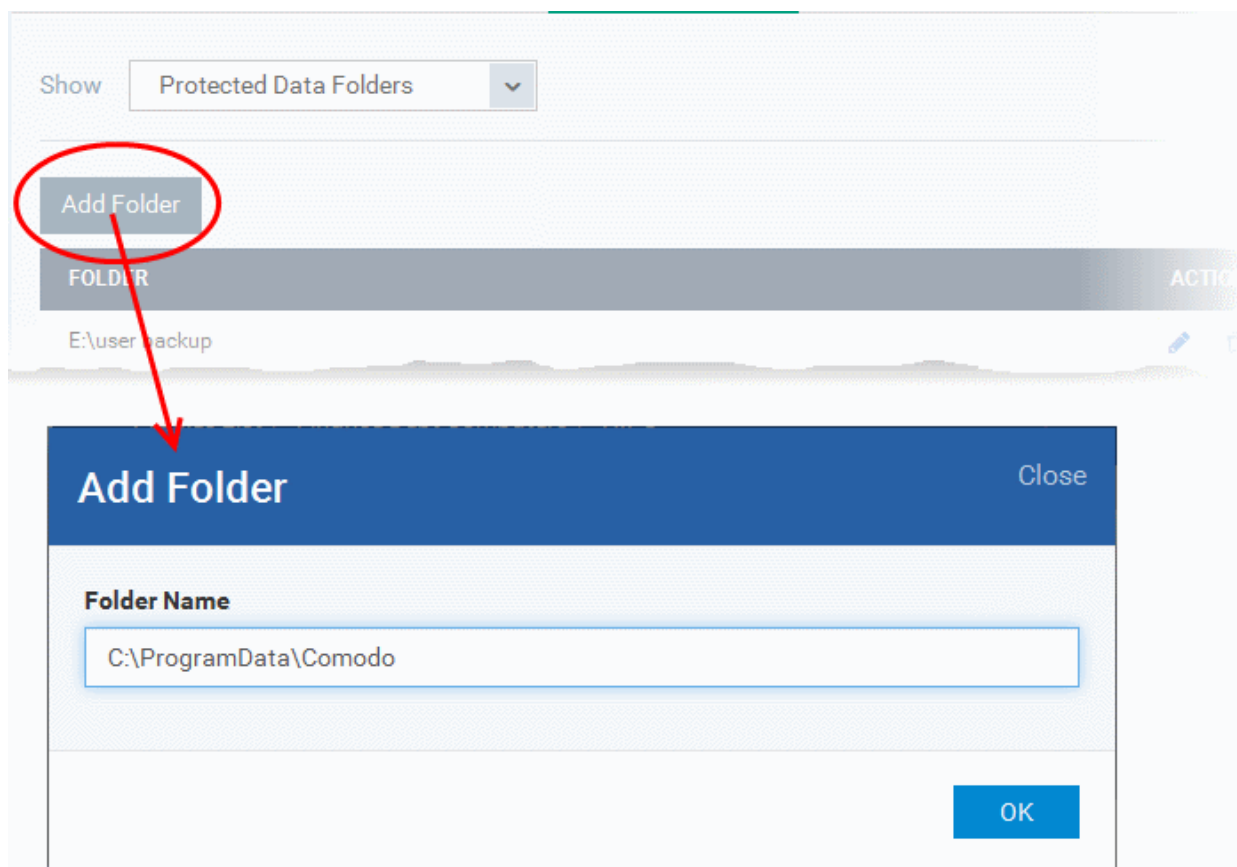 Show Protected Data Folders
Add Folder
FOLDER
E:\user backup
Add Folder Close
Folder Name
C:\ProgramData\Comodo
OK